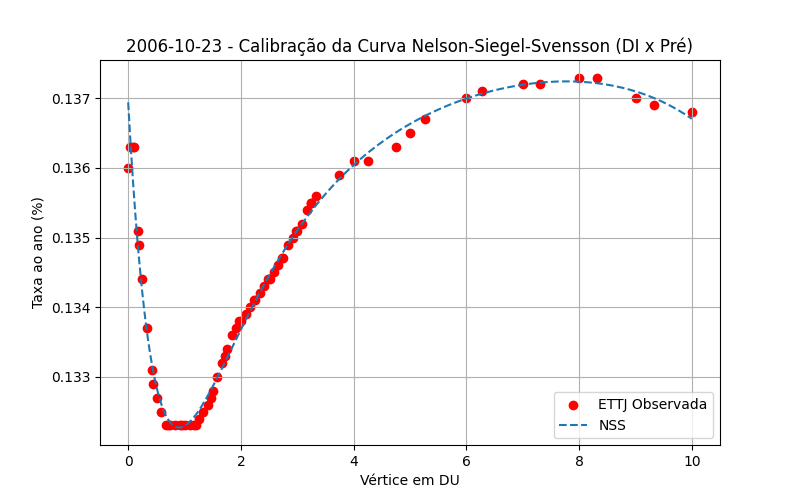 2006-10-23 - Calibração da Curva Nelson-Siegel-Svensson (DI x Pré)
0.137
0.136
0.135
0.134
0.133
Taxa ao ano (%)
0
2
4
6
8
10
Vértice em DU
ETTJ Observada
NSS